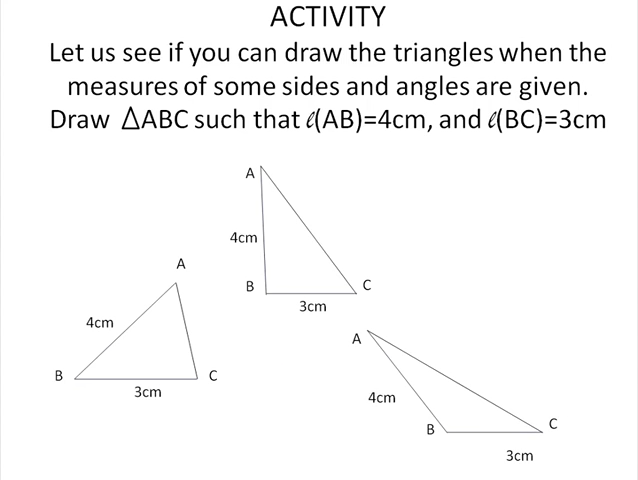 ACTIVITY
Let us see if you can draw the triangles when the
measures of some sides and angles are given.
Draw △ABC such that ℓ(AB)=4cm, and ℓ(BC)=3cm
A
4cm
B
C
3cm
A
4cm
B
C
3cm
A
4cm
B
C
3cm